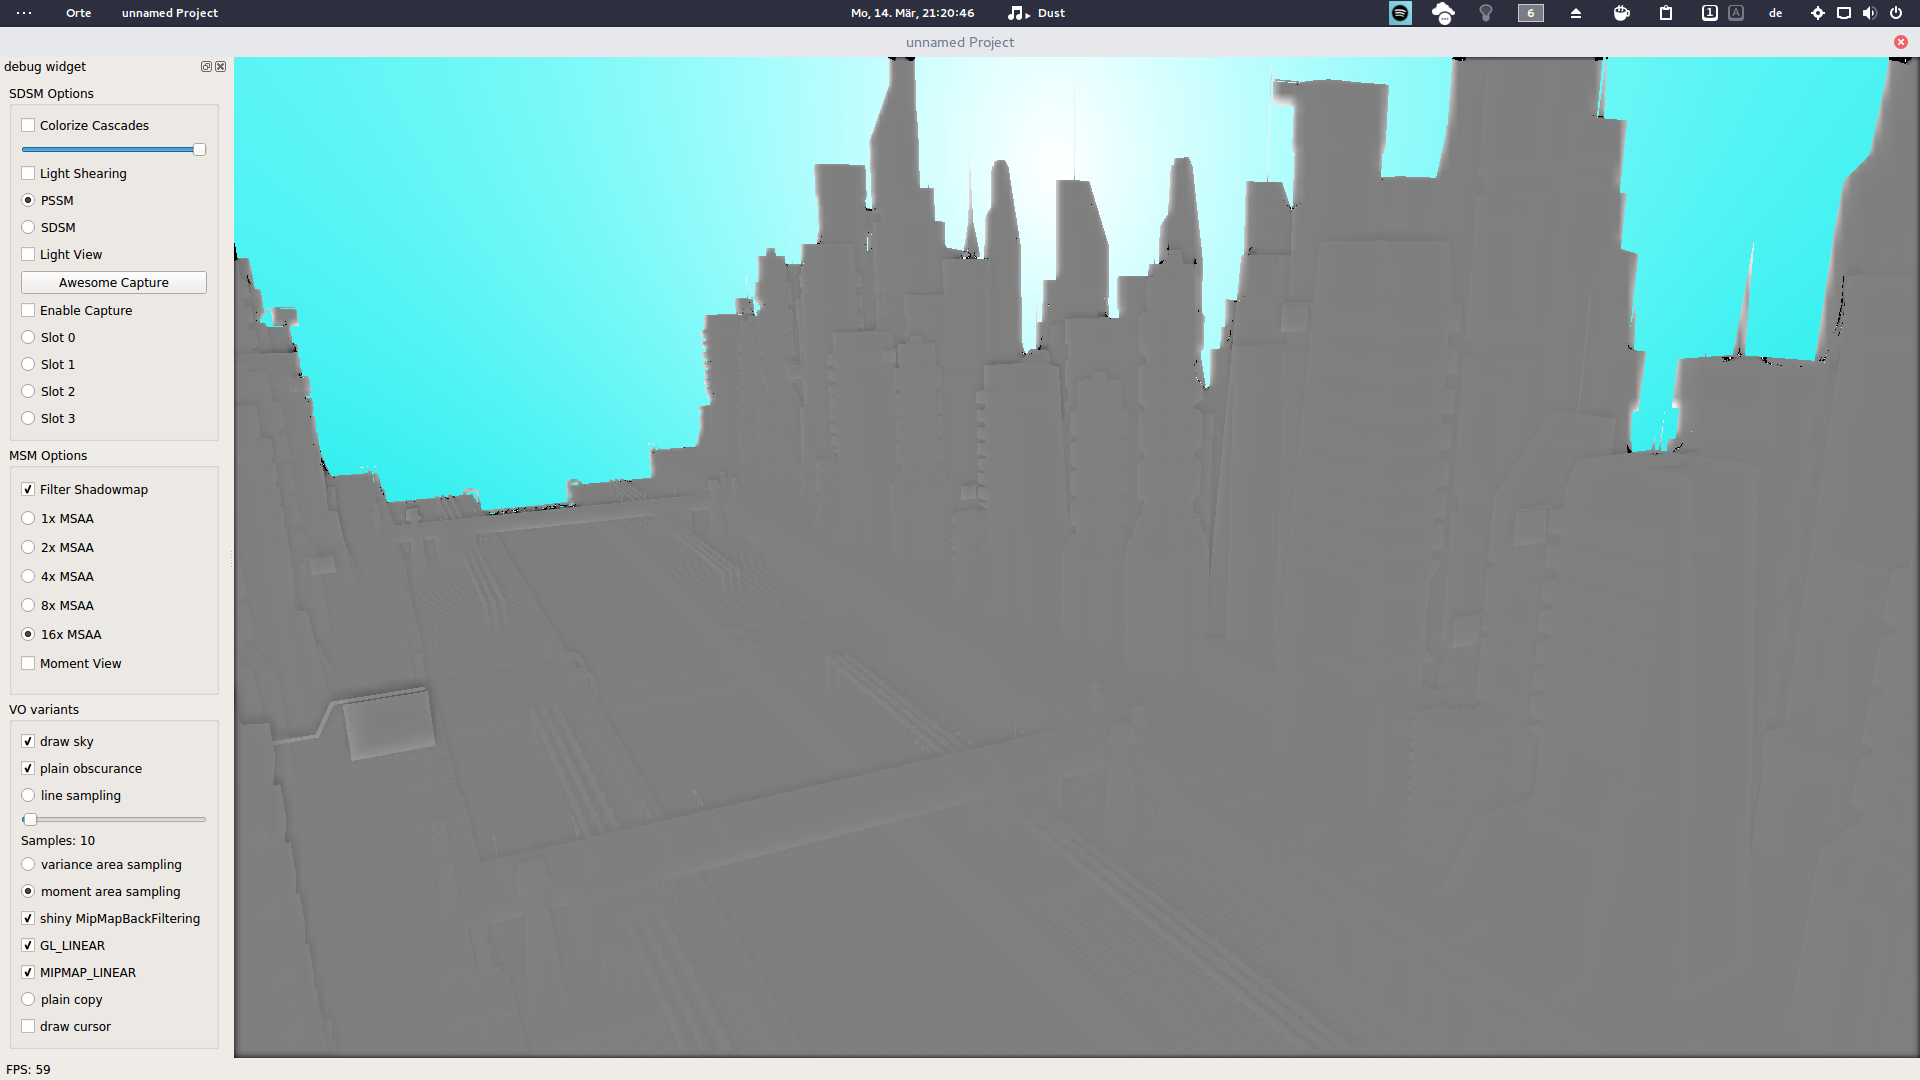 Orte unnamed Project Mo, 14. Mär, 21:20:46 Dust 6 1 A de
unnamed Project
debug widget
SDSM Options
Colorize Cascades
Light Shearing
PSSM
SDSM
Light View
Awesome Capture
Enable Capture
Slot 0
Slot 1
Slot 2
Slot 3
MSM Options
Filter Shadowmap
1x MSAA
2x MSAA
4x MSAA
8x MSAA
16x MSAA
Moment View
VO variants
draw sky
plain obscurance
line sampling
Samples: 10
variance area sampling
moment area sampling
shiny MipMapBackFiltering
GL_LINEAR
MIPMAP_LINEAR
plain copy
draw cursor
FPS: 59